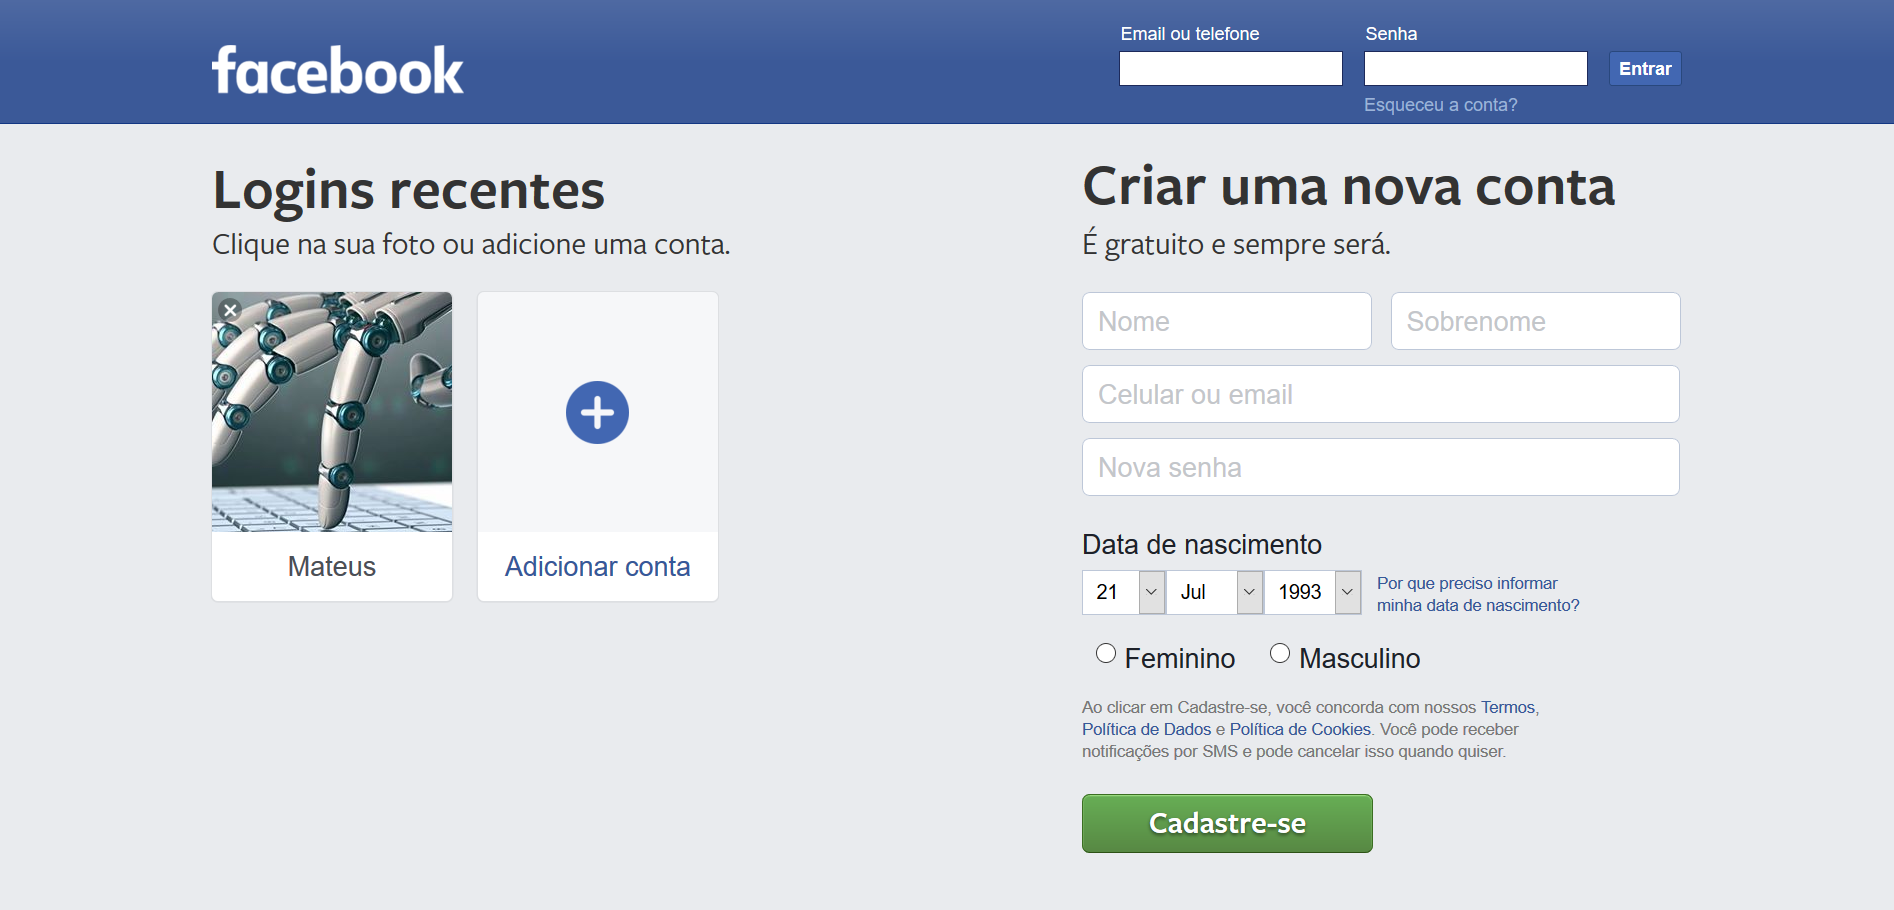 facebook
Email ou telefone
Senha
Entrar
Esqueceu a conta?
Logins recentes
Clique na sua foto ou adicione uma conta.
Mateus
Adicionar conta
Criar uma nova conta
É gratuito e sempre será.
Nome
Sobrenome
Celular ou email
Nova senha
Data de nascimento
21
Jul
1993
Por que preciso informar
minha data de nascimento?
Feminino
Masculino
Ao clicar em Cadastre-se, você concorda com nossos Termos,
Política de Dados e Política de Cookies. Você pode receber
notificações por SMS e pode cancelar isso quando quiser.
Cadastre-se